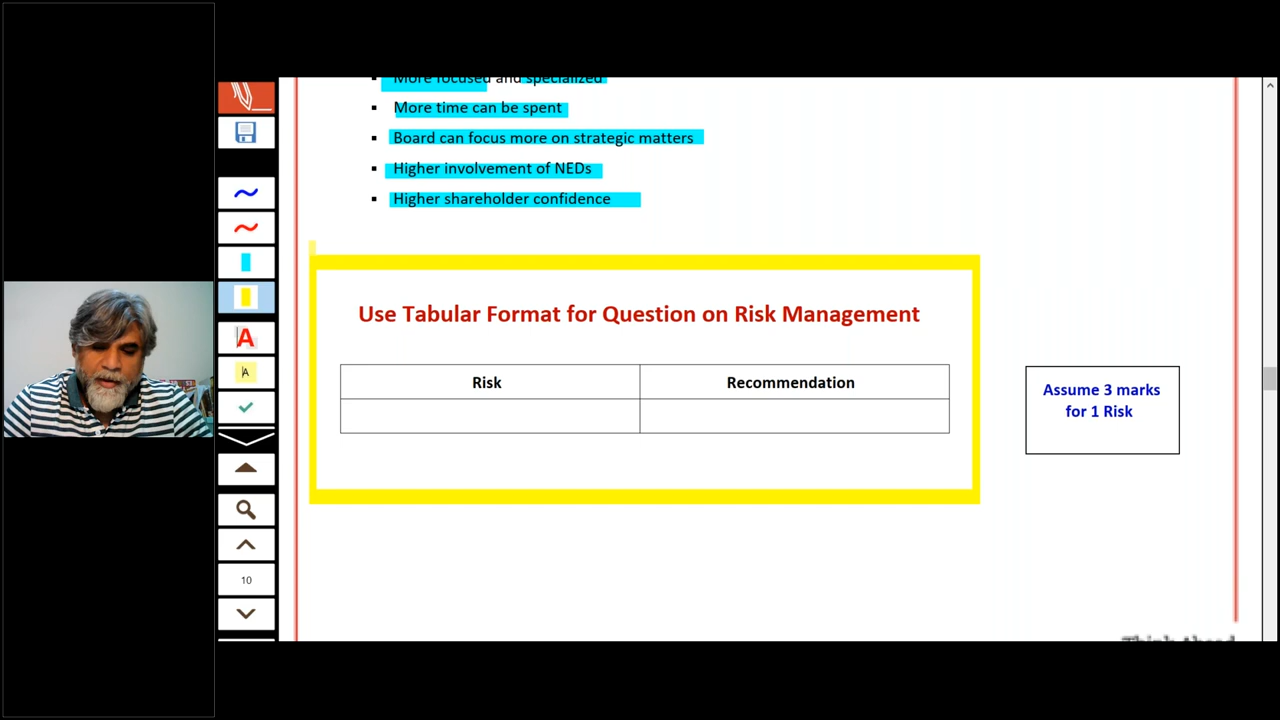 More focused and specialized
More time can be spent
Board can focus more on strategic matters
Higher involvement of NEDs
Higher shareholder confidence
Use Tabular Format for Question on Risk Management
Risk Recommendation
Assume 3 marks
for 1 Risk
A
A
10
Think Ahead